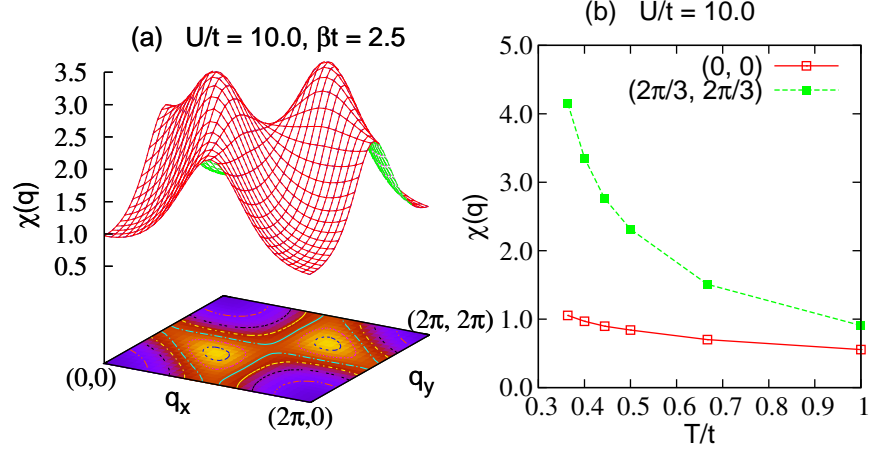 (a) U/t = 10.0, βt = 2.5
3.5
3.0
2.5
2.0
1.5
1.0
0.5
χ(q)
(0,0)
q_x
(2π,0)
q_y
(2π, 2π)
(b) U/t = 10.0
(0, 0)
(2π/3, 2π/3)
5.0
4.0
3.0
2.0
1.0
0.0
χ(q)
0.3 0.4 0.5 0.6 0.7 0.8 0.9 1
T/t